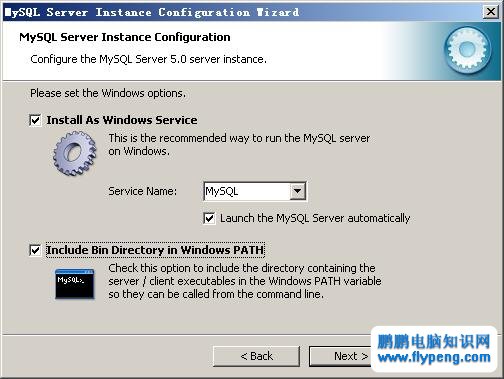 MySQL Server Instance Configuration Wizard
MySQL Server Instance Configuration
Configure the MySQL Server 5.0 server instance.
Please set the Windows options.
Install As Windows Service
This is the recommended way to run the MySQL server
on Windows.
Service Name:
MySQL
Launch the MySQL Server automatically
Include Bin Directory in Windows PATH
MySQL>_
Check this option to include the directory containing the
server / client executables in the Windows PATH variable
so they can be called from the command line.
< Back
Next >
鹏鹏电脑知识网
www.flypeng.com